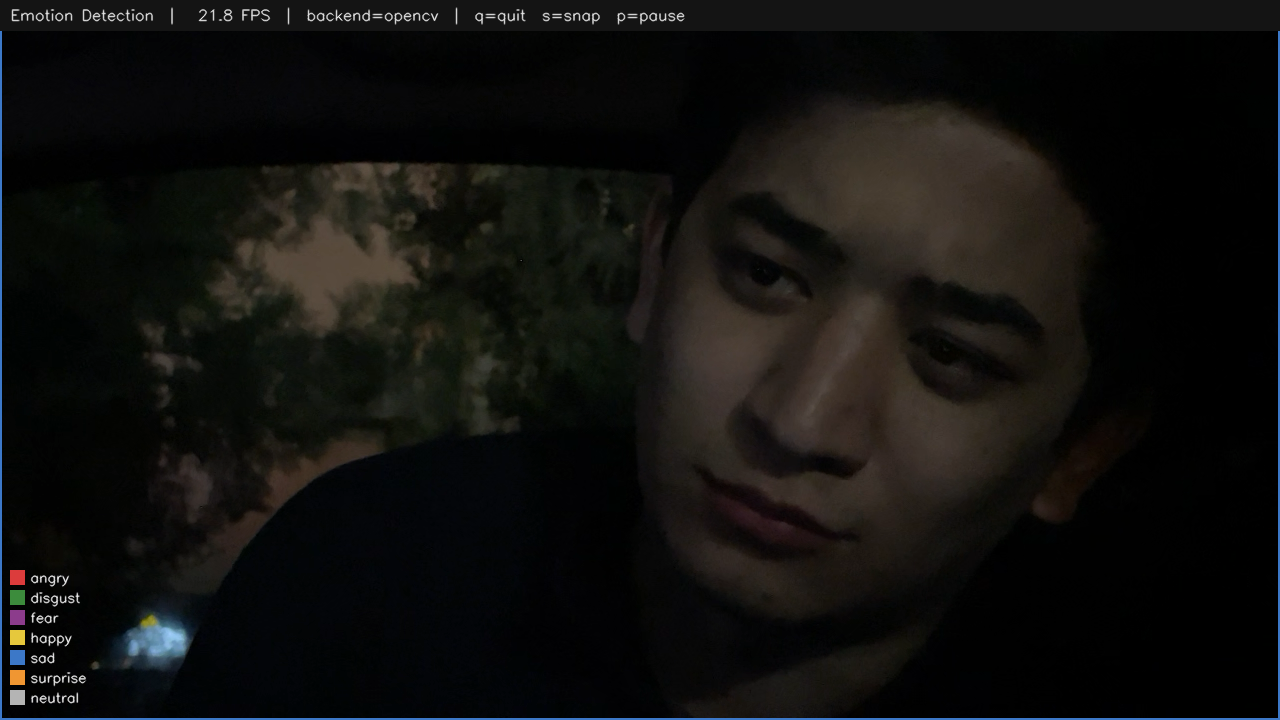 Emotion Detection | 21.8 FPS | backend=opencv | q=quit s=snap p=pause
angry
disgust
fear
happy
sad
surprise
neutral